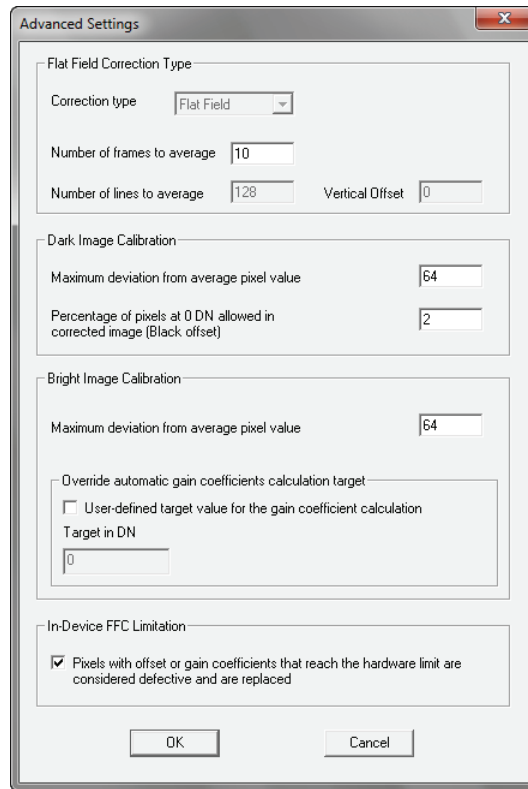 Advanced Settings
Flat Field Correction Type
Correction type
Flat Field
Number of frames to average
10
Number of lines to average
128
Vertical Offset
0
Dark Image Calibration
Maximum deviation from average pixel value
64
Percentage of pixels at 0 DN allowed in
corrected image (Black offset)
2
Bright Image Calibration
Maximum deviation from average pixel value
64
Override automatic gain coefficients calculation target
User-defined target value for the gain coefficient calculation
Target in DN
0
In-Device FFC Limitation
Pixels with offset or gain coefficients that reach the hardware limit are
considered defective and are replaced
OK
Cancel